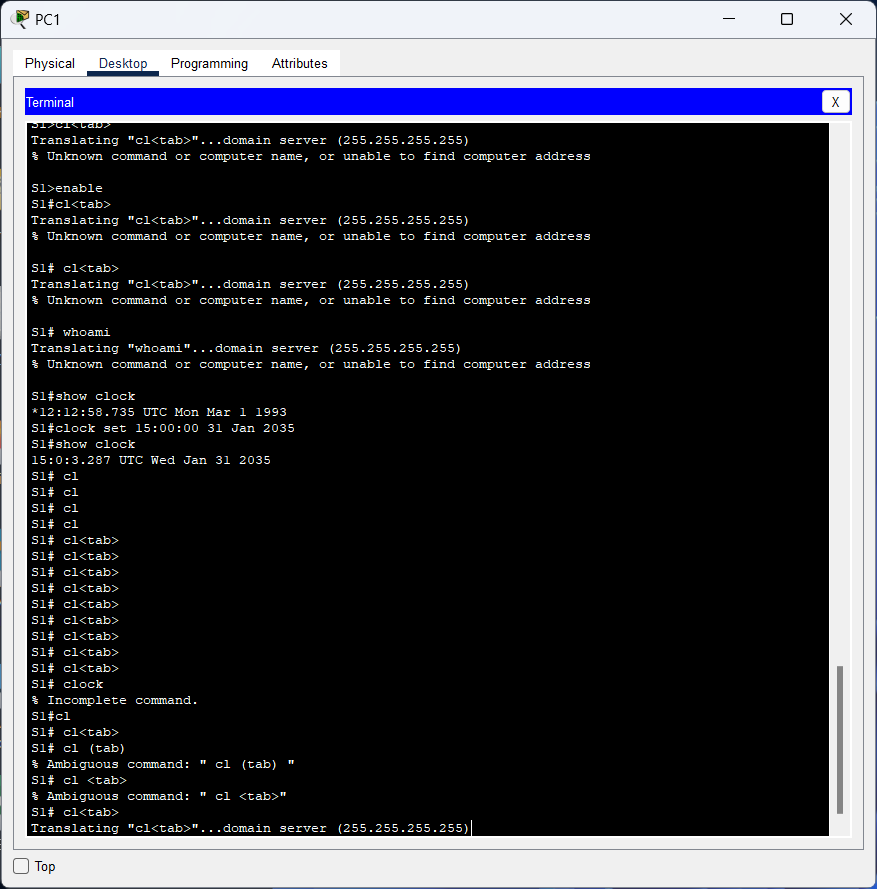 PC1
Physical Desktop Programming Attributes
Terminal X
S1>cl<tab>
Translating "cl<tab>"...domain server (255.255.255.255)
% Unknown command or computer name, or unable to find computer address
S1>enable
S1#cl<tab>
Translating "cl<tab>"...domain server (255.255.255.255)
% Unknown command or computer name, or unable to find computer address
S1# cl<tab>
Translating "cl<tab>"...domain server (255.255.255.255)
% Unknown command or computer name, or unable to find computer address
S1# whoami
Translating "whoami"...domain server (255.255.255.255)
% Unknown command or computer name, or unable to find computer address
S1#show clock
*12:12:58.735 UTC Mon Mar 1 1993
S1#clock set 15:00:00 31 Jan 2035
S1#show clock
15:0:3.287 UTC Wed Jan 31 2035
S1# cl
S1# cl
S1# cl
S1# cl
S1# cl<tab>
S1# cl<tab>
S1# cl<tab>
S1# cl<tab>
S1# cl<tab>
S1# cl<tab>
S1# cl<tab>
S1# cl<tab>
S1# cl<tab>
S1# clock
% Incomplete command.
S1#cl
S1# cl<tab>
S1# cl (tab)
% Ambiguous command: " cl (tab) "
S1# cl <tab>
% Ambiguous command: " cl <tab>"
S1# cl<tab>
Translating "cl<tab>"...domain server (255.255.255.255)
Top